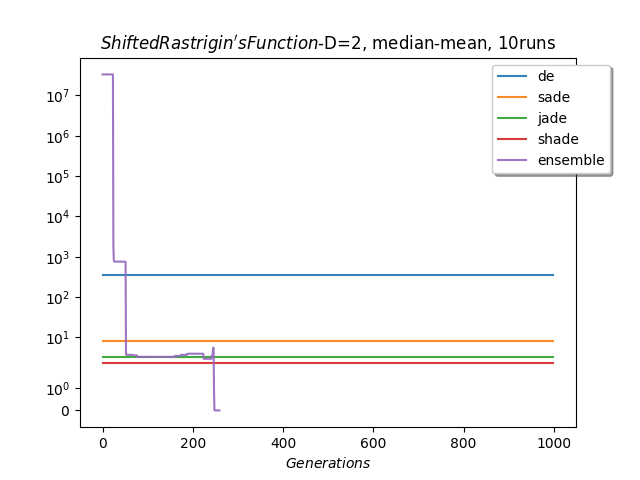 ShiftedRastrigin'sFunction-D=2, median-mean, 10runs
de
sade
jade
shade
ensemble
10^7
10^6
10^5
10^4
10^3
10^2
10^1
10^0
0
0 200 400 600 800 1000
Generations